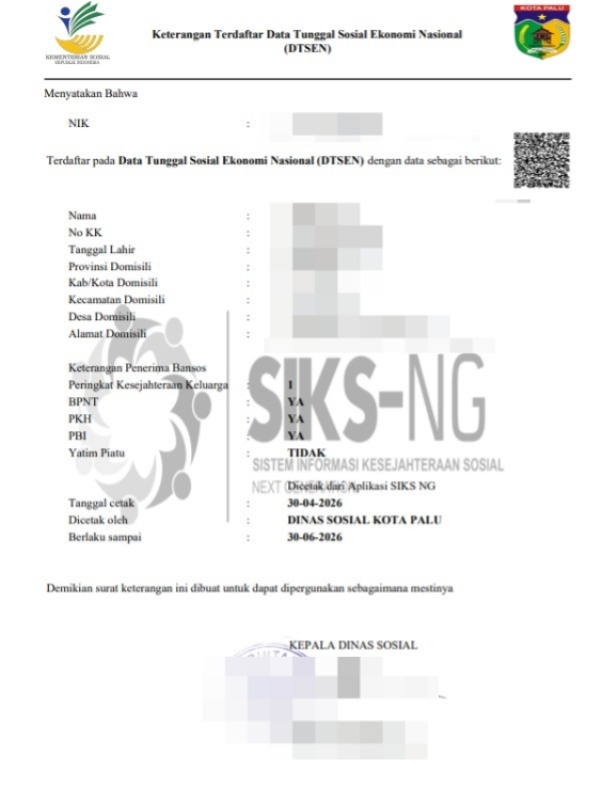 KEMENTERIAN SOSIAL
REPUBLIK INDONESIA
Keterangan Terdaftar Data Tunggal Sosial Ekonomi Nasional
(DTSEN)
KOTA PALU
Menyatakan Bahwa
NIK :
Terdaftar pada Data Tunggal Sosial Ekonomi Nasional (DTSEN) dengan data sebagai berikut:
Nama :
No KK :
Tanggal Lahir :
Provinsi Domisili :
Kab/Kota Domisili :
Kecamatan Domisili :
Desa Domisili :
Alamat Domisili :
Keterangan Penerima Bansos
Peringkat Kesejahteraan Keluarga : 1
BPNT : YA
PKH : YA
PBI : YA
Yatim Piatu : TIDAK
SIKS-NG
SISTEM INFORMASI KESEJAHTERAAN SOSIAL
NEXT GENERATION
Dicetak dari Aplikasi SIKS NG
Tanggal cetak : 30-04-2026
Dicetak oleh : DINAS SOSIAL KOTA PALU
Berlaku sampai : 30-06-2026
Demikian surat keterangan ini dibuat untuk dapat dipergunakan sebagaimana mestinya
KEPALA DINAS SOSIAL